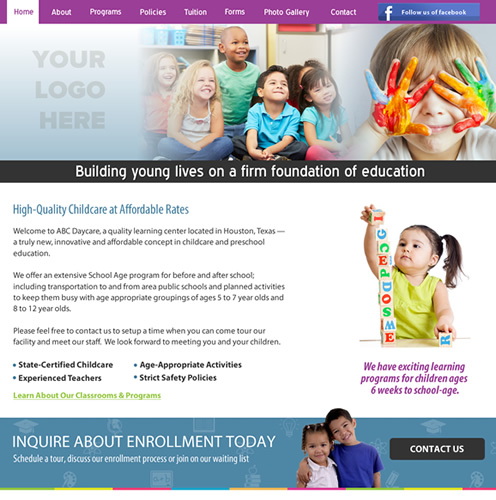 Home About Programs Policies Tuition Forms Photo Gallery Contact Follow us of facebook
YOUR
LOGO
HERE
Building young lives on a firm foundation of education
High-Quality Childcare at Affordable Rates
Welcome to ABC Daycare, a quality learning center located in Houston, Texas —
a truly new, innovative and affordable concept in childcare and preschool
education.
We offer an extensive School Age program for before and after school;
including transportation to and from area public schools and planned activities
to keep them busy with age appropriate groupings of ages 5 to 7 year olds and
8 to 12 year olds.
Please feel free to contact us to setup a time when you can come tour our
facility and meet our staff. We look forward to meeting you and your children.
• State-Certified Childcare • Age-Appropriate Activities
• Experienced Teachers • Strict Safety Policies
Learn About Our Classrooms & Programs
We have exciting learning
programs for children ages
6 weeks to school-age.
INQUIRE ABOUT ENROLLMENT TODAY
Schedule a tour, discuss our enrollment process or join on our waiting list
CONTACT US